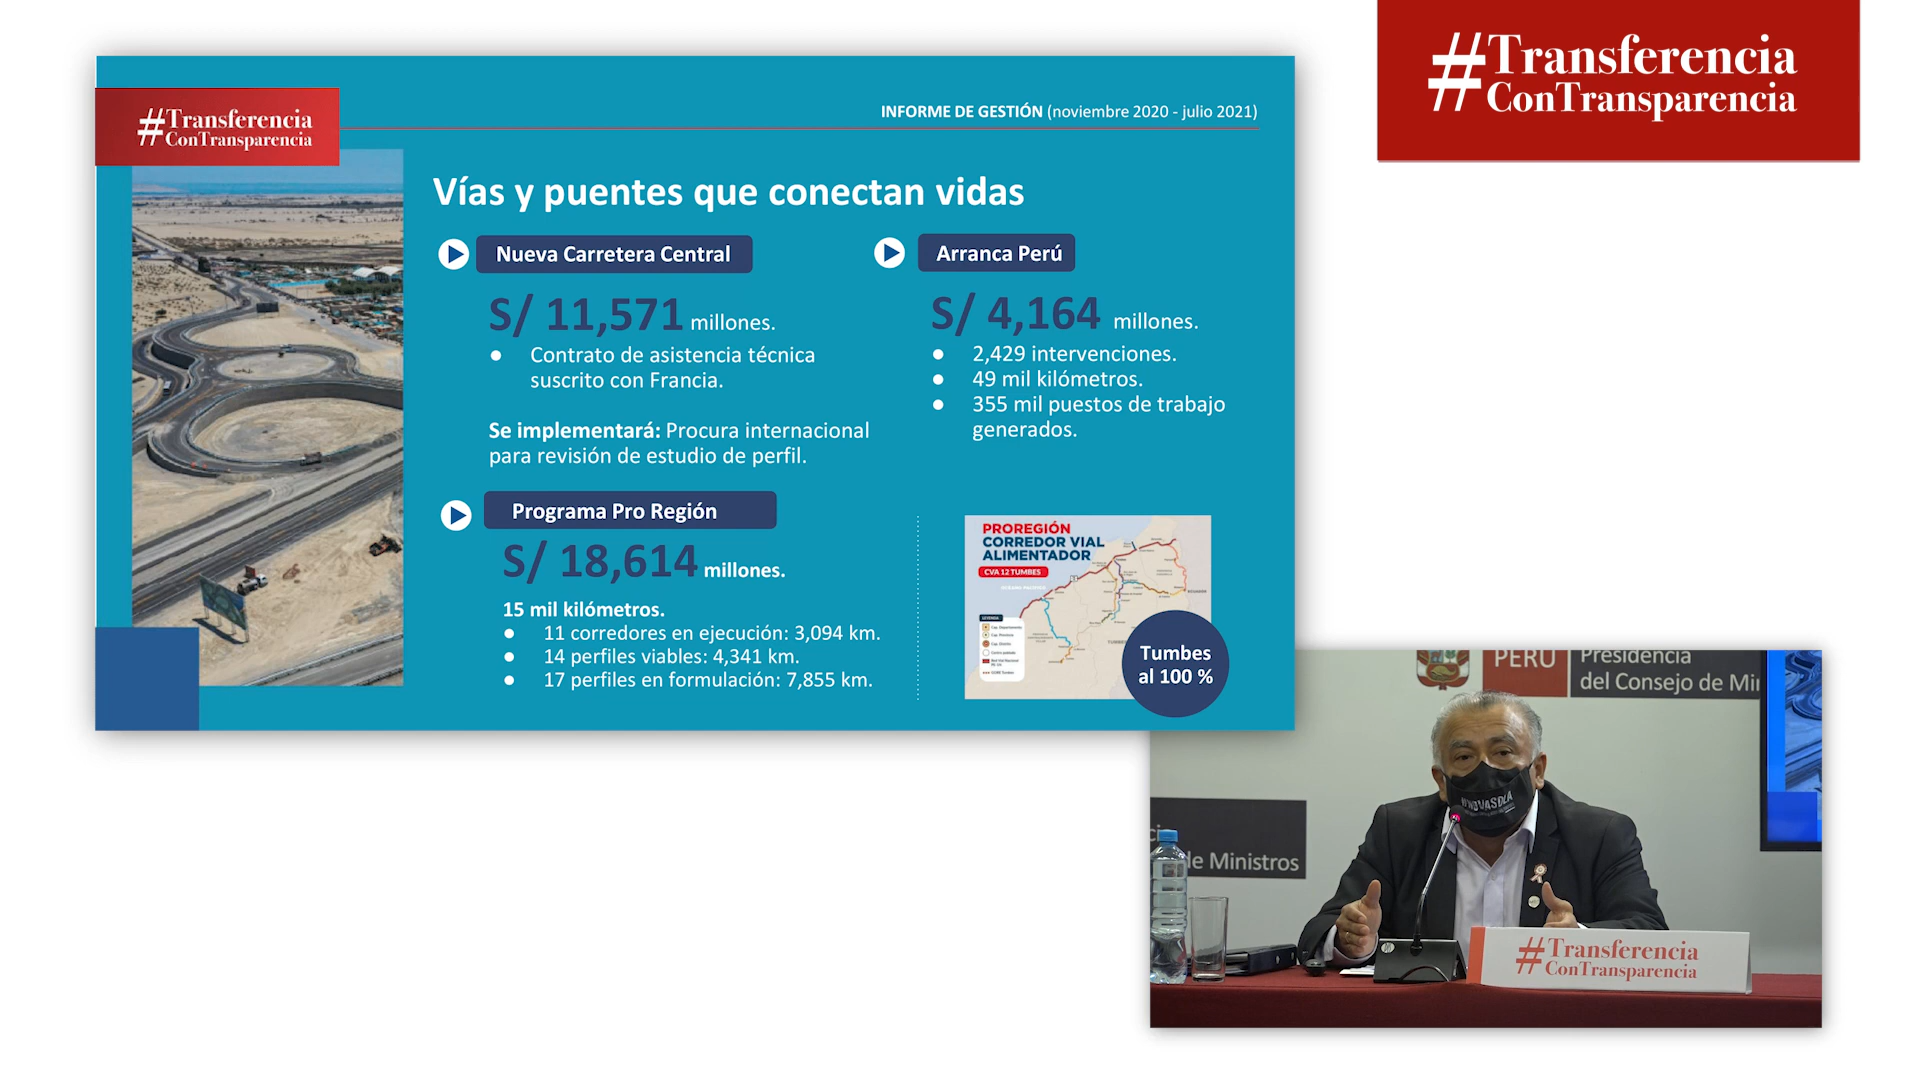 #Transferencia
ConTransparencia
#Transferencia
ConTransparencia
INFORME DE GESTIÓN (noviembre 2020 - julio 2021)
Vías y puentes que conectan vidas
Nueva Carretera Central
S/ 11,571 millones.
● Contrato de asistencia técnica
suscrito con Francia.
Se implementará: Procura internacional
para revisión de estudio de perfil.
Arranca Perú
S/ 4,164 millones.
● 2,429 intervenciones.
● 49 mil kilómetros.
● 355 mil puestos de trabajo
generados.
Programa Pro Región
S/ 18,614 millones.
15 mil kilómetros.
● 11 corredores en ejecución: 3,094 km.
● 14 perfiles viables: 4,341 km.
● 17 perfiles en formulación: 7,855 km.
PROREGIÓN
CORREDOR VIAL
ALIMENTADOR
CVA 12 TUMBES
Tumbes
al 100 %
PERÚ
Presidencia
del Consejo de Mi
de Ministros
#Transferencia
ConTransparencia